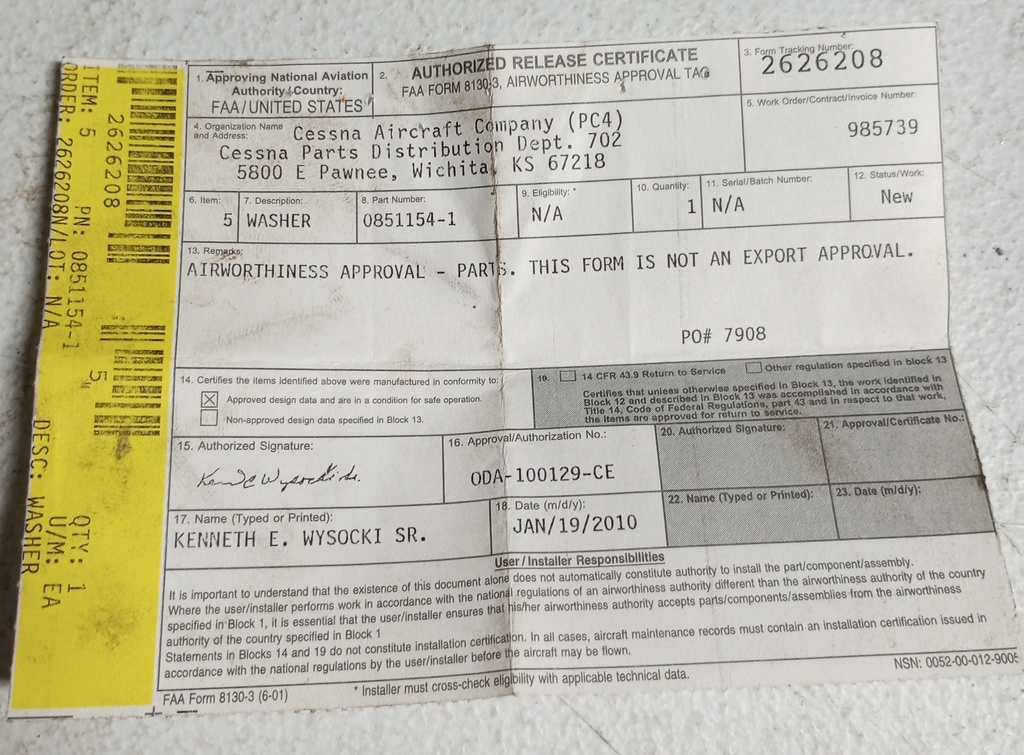 ITEM: 5 PN: 0851154-1 QTY: 1
ORDER: 2626208N/LOT: N/A U/M: EA
DESC: WASHER
2626208
5
1. Approving National Aviation
Authority/Country:
FAA/UNITED STATES
2. AUTHORIZED RELEASE CERTIFICATE
FAA FORM 8130-3, AIRWORTHINESS APPROVAL TAG
3. Form Tracking Number:
2626208
4. Organization Name
and Address:
Cessna Aircraft Company (PC4)
Cessna Parts Distribution Dept. 702
5800 E Pawnee, Wichita, KS 67218
5. Work Order/Contract/Invoice Number:
985739
6. Item:
5
7. Description:
WASHER
8. Part Number:
0851154-1
9. Eligibility: *
N/A
10. Quantity:
1
11. Serial/Batch Number:
N/A
12. Status/Work:
New
13. Remarks:
AIRWORTHINESS APPROVAL - PARTS. THIS FORM IS NOT AN EXPORT APPROVAL.
PO# 7908
14. Certifies the items identified above were manufactured in conformity to:
Approved design data and are in a condition for safe operation.
Non-approved design data specified in Block 13.
19. 14 CFR 43.9 Return to Service Other regulation specified in block 13
Certifies that unless otherwise specified in Block 13, the work identified in
Block 12 and described in Block 13 was accomplished in accordance with
Title 14, Code of Federal Regulations, part 43 and in respect to that work,
the items are approved for return to service.
15. Authorized Signature:
16. Approval/Authorization No.:
ODA-100129-CE
20. Authorized Signature:
21. Approval/Certificate No.:
17. Name (Typed or Printed):
KENNETH E. WYSOCKI SR.
18. Date (m/d/y):
JAN/19/2010
22. Name (Typed or Printed):
23. Date (m/d/y):
User/Installer Responsibilities
It is important to understand that the existence of this document alone does not automatically constitute authority to install the part/component/assembly.
Where the user/installer performs work in accordance with the national regulations of an airworthiness authority different than the airworthiness authority of the country
specified in Block 1, it is essential that the user/installer ensures that his/her airworthiness authority accepts parts/components/assemblies from the airworthiness
authority of the country specified in Block 1
Statements in Blocks 14 and 19 do not constitute installation certification. In all cases, aircraft maintenance records must contain an installation certification issued in
accordance with the national regulations by the user/installer before the aircraft may be flown.
FAA Form 8130-3 (6-01)
* Installer must cross-check eligibility with applicable technical data.
NSN: 0052-00-012-9005